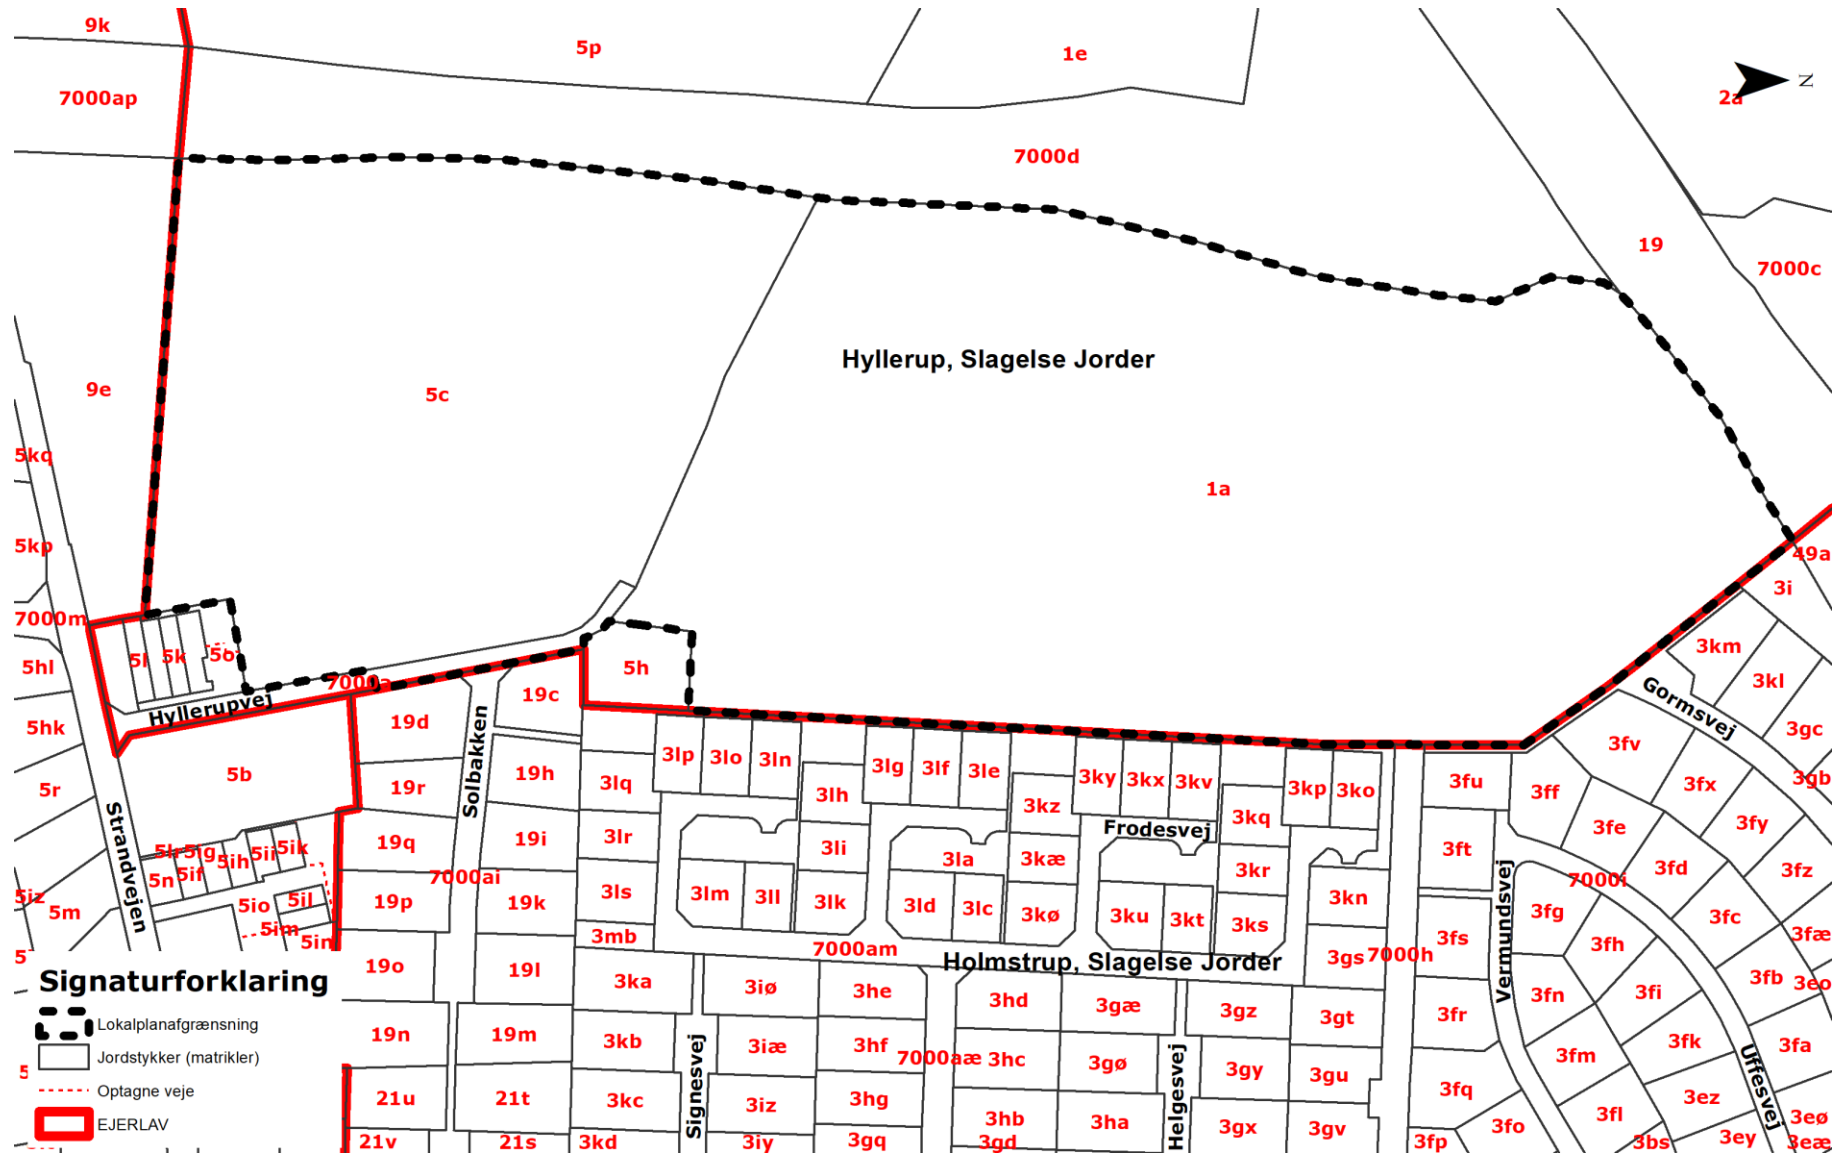 9k
5p
1e
7000ap
2a
N
7000d
19
7000c
Hyllerup, Slagelse Jorder
9e
5c
5kq
1a
5kp
49a
3i
7000m
5hl
5l
5k
5o
5h
3km
7000a
19c
3kl
Hyllerupvej
Gormsvej
5hk
19d
Solbakken
3lp
3lo
3ln
3lg
3lf
3le
3ky
3kx
3kv
3kp
3ko
3fu
3fv
3gc
5b
5r
19r
19h
3lq
3lh
3kz
3kq
3ff
3fx
3gb
Strandvejen
19q
19i
3lr
3li
3la
Frodesvej
3kæ
3kr
3ft
3fe
3fy
5ig
5ih
5ii
5ik
5n
5if
7000ai
3fd
7000i
3fz
5iz
5m
5io
5il
19p
19k
3ls
3lm
3ll
3lk
3ld
3lc
3kø
3ku
3kt
3ks
3kn
Vermundsvej
3fg
3fc
5im
5in
3mb
7000am
3gs
7000h
3fs
3fh
3fæ
Holmstrup, Slagelse Jorder
19o
19l
3ka
3iø
3he
3hd
3gæ
3gz
3gt
3fr
3fn
3fi
3fb
3eo
Signaturforklaring
Lokalplanafgrænsning
Jordstykker (matrikler)
Optagne veje
EJERLAV
19n
19m
3kb
Signesvej
3iæ
3hf
7000aæ
3hc
3gø
Helgesvej
3gy
3gu
3fq
3fm
3fk
Uffesvej
3fa
21u
21t
3kc
3iz
3hg
3hb
3ha
3gx
3gv
3fo
3fl
3ez
3eø
21v
21s
3kd
3iy
3gq
3gd
3fp
3bs
3ey
3eæ